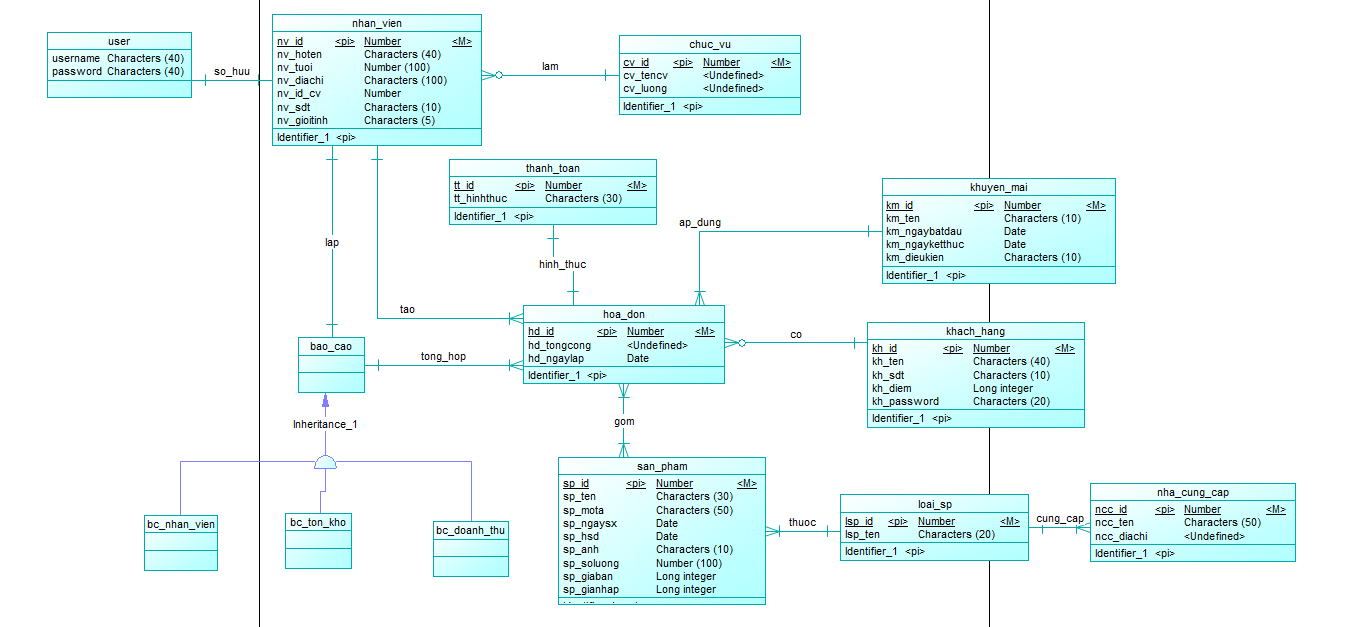 user
username Characters (40)
password Characters (40)
so_huu
nhan_vien
nv_id <pi> Number <M>
nv_hoten Characters (40)
nv_tuoi Number (100)
nv_diachi Characters (100)
nv_id_cv Number
nv_sdt Characters (10)
nv_gioitinh Characters (5)
Identifier_1 <pi>
lam
chuc_vu
cv_id <pi> Number <M>
cv_tencv <Undefined>
cv_luong <Undefined>
Identifier_1 <pi>
thanh_toan
tt_id <pi> Number <M>
tt_hinhthuc Characters (30)
Identifier_1 <pi>
khuyen_mai
km_id <pi> Number <M>
km_ten Characters (10)
km_ngaybatdau Date
km_ngayketthuc Date
km_dieukien Characters (10)
Identifier_1 <pi>
ap_dung
lap
hinh_thuc
tao
hoa_don
hd_id <pi> Number <M>
hd_tongcong <Undefined>
hd_ngaylap Date
Identifier_1 <pi>
co
khach_hang
kh_id <pi> Number <M>
kh_ten Characters (40)
kh_sdt Characters (10)
kh_diem Long integer
kh_password Characters (20)
Identifier_1 <pi>
bao_cao
tong_hop
Inheritance_1
gom
bc_nhan_vien
bc_ton_kho
bc_doanh_thu
san_pham
sp_id <pi> Number <M>
sp_ten Characters (30)
sp_mota Characters (50)
sp_ngaysx Date
sp_hsd Date
sp_anh Characters (10)
sp_soluong Number (100)
sp_giaban Long integer
sp_gianhap Long integer
thuoc
loai_sp
lsp_id <pi> Number <M>
lsp_ten Characters (20)
Identifier_1 <pi>
cung_cap
nha_cung_cap
ncc_id <pi> Number <M>
ncc_ten Characters (50)
ncc_diachi <Undefined>
Identifier_1 <pi>